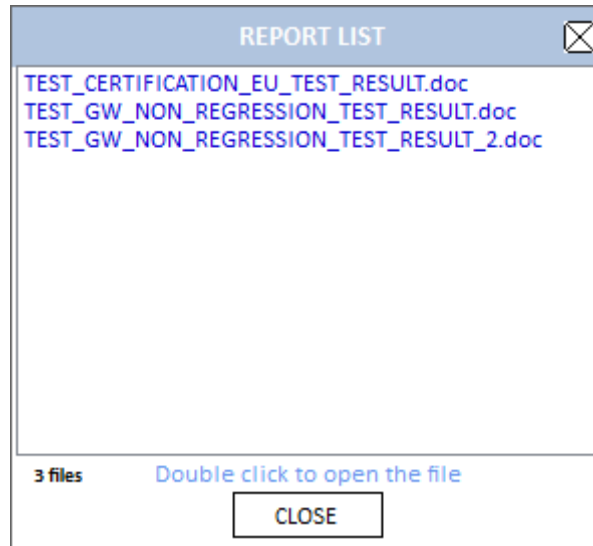 REPORT LIST
TEST_CERTIFICATION_EU_TEST_RESULT.doc
TEST_GW_NON_REGRESSION_TEST_RESULT.doc
TEST_GW_NON_REGRESSION_TEST_RESULT_2.doc
3 files Double click to open the file
CLOSE